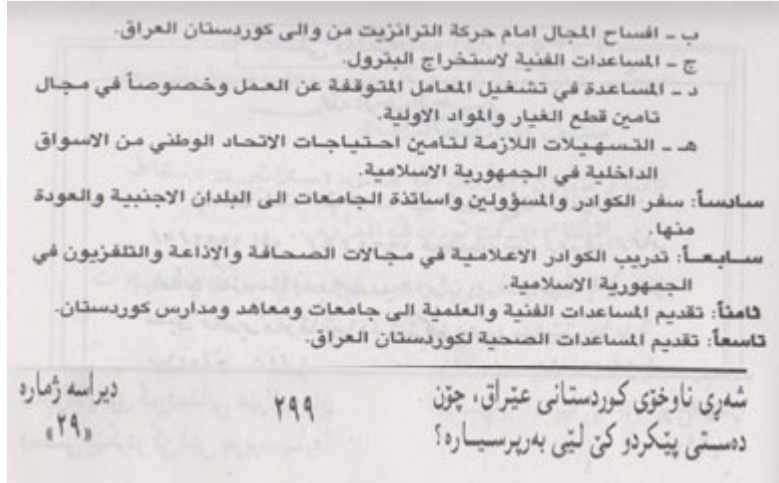 ب ـ افساح المجال امام حركة الترانزيت من والى كوردستان العراق.
ج ـ المساعدات الفنية لاستخراج البترول.
د ـ المساعدة في تشغيل المعامل المتوقفة عن العمل وخصوصاً في مجال
تامين قطع الغيار والمواد الاولية.
هـ ـ التسهيلات اللازمة لتامين احتياجات الاتحاد الوطني من الاسواق
الداخلية في الجمهورية الاسلامية.
سادساً: سفر الكوادر والمسؤولين واساتذة الجامعات الى البلدان الاجنبية والعودة
منها.
سابعاً: تدريب الكوادر الاعلامية في مجالات الصحافة والاذاعة والتلفزيون في
الجمهورية الاسلامية.
ثامناً: تقديم المساعدات الفنية والعلمية الى جامعات ومعاهد ومدارس كوردستان.
تاسعاً: تقديم المساعدات الصحية لكوردستان العراق.
شەڕی ناوخۆی كوردستانی عێراق، چۆن
دەستی پێكردو كێ لێی بەرپرسیارە؟
٢٩٩
دیراسە ژمارە
«٢٩»